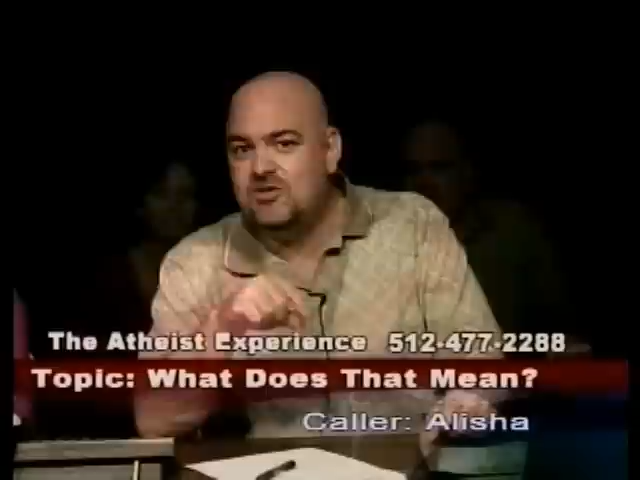 The Atheist Experience 512-477-2288
Topic: What Does That Mean?
Caller: Alisha